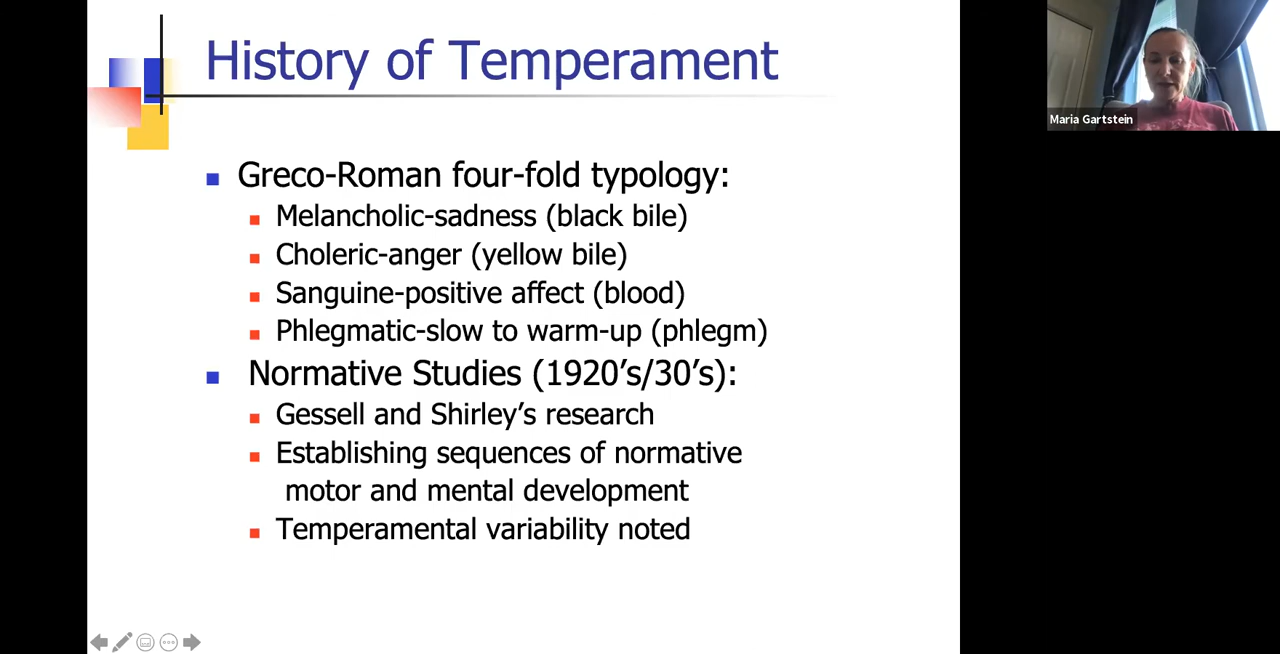 History of Temperament
Maria Gartstein
Greco-Roman four-fold typology:
Melancholic-sadness (black bile)
Choleric-anger (yellow bile)
Sanguine-positive affect (blood)
Phlegmatic-slow to warm-up (phlegm)
Normative Studies (1920’s/30’s):
Gessell and Shirley’s research
Establishing sequences of normative
motor and mental development
Temperamental variability noted